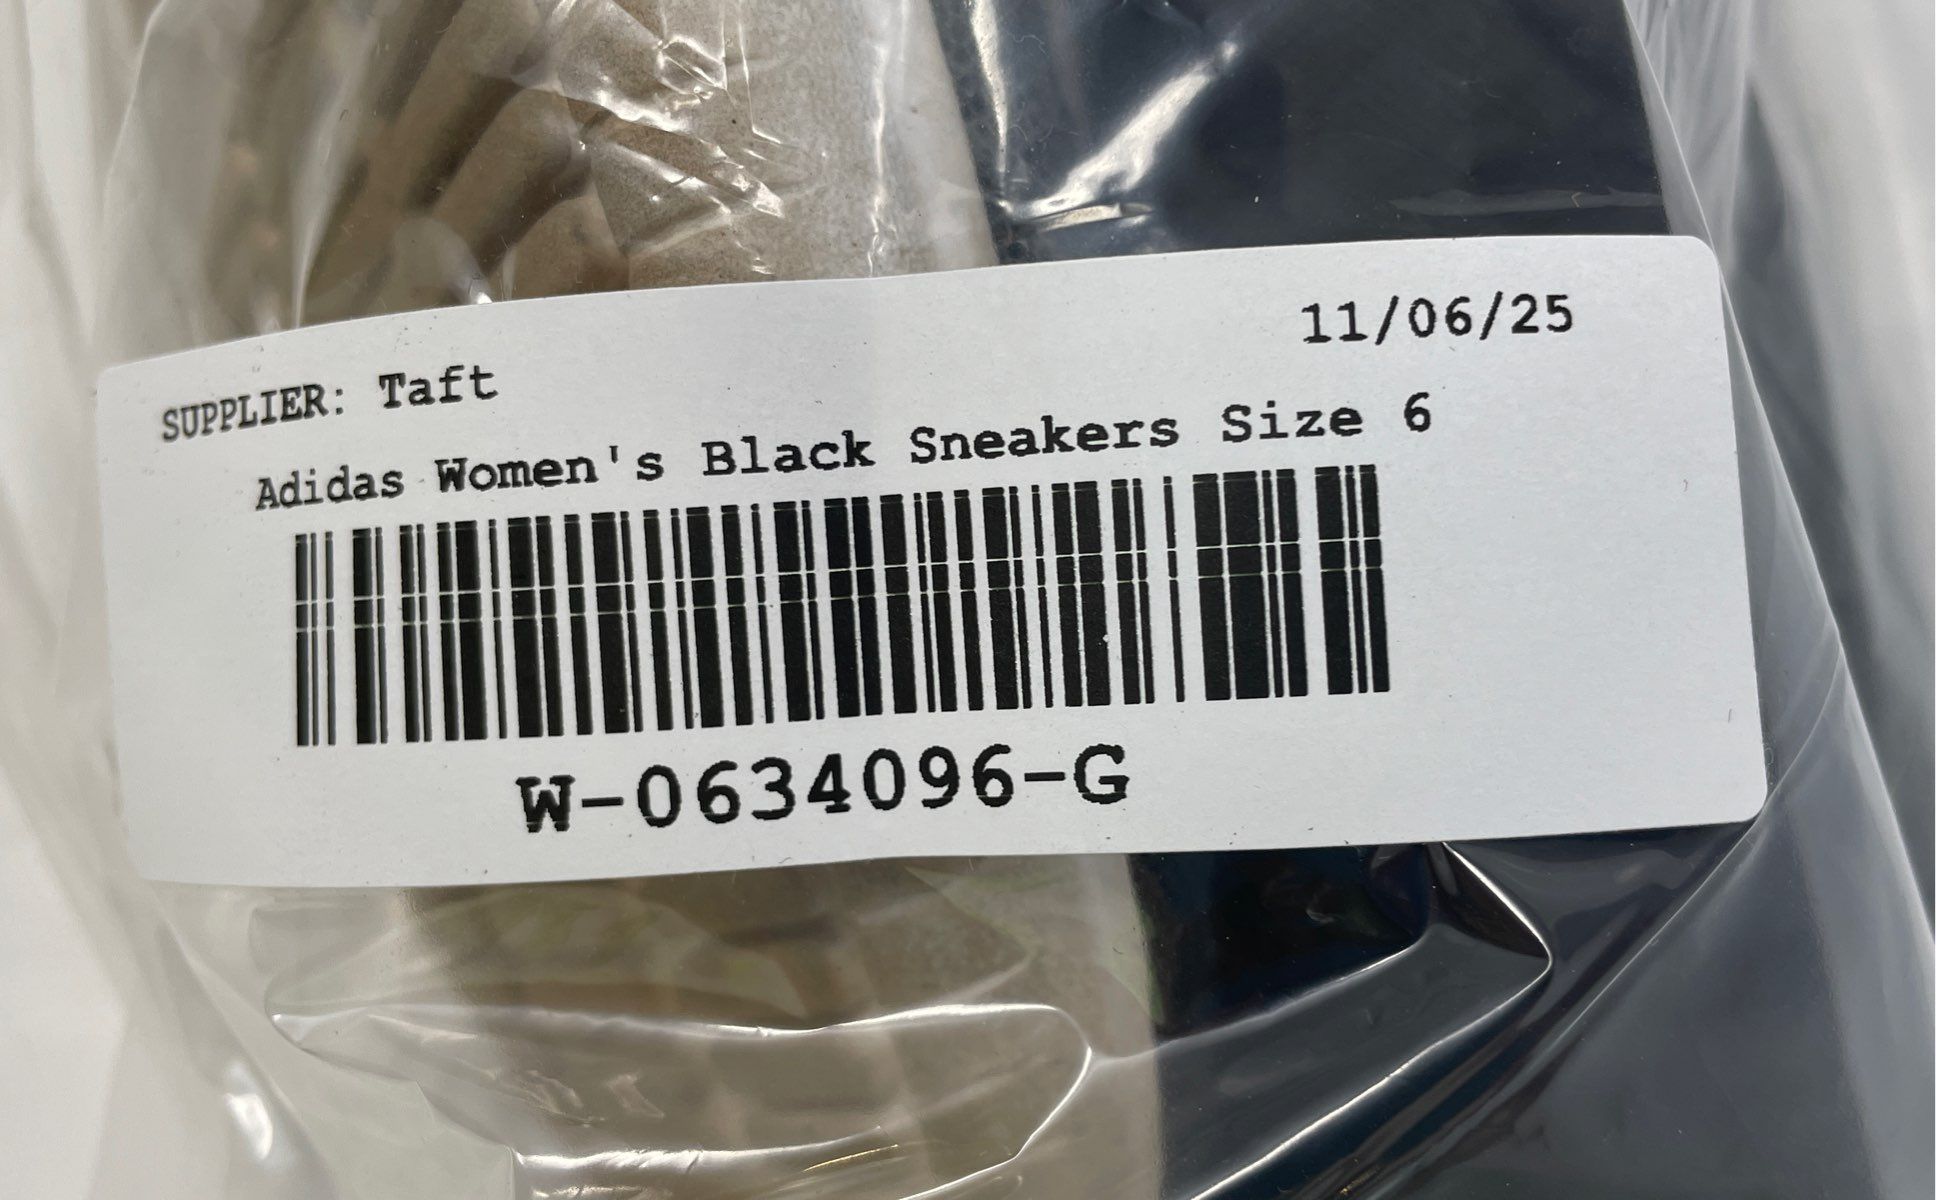 11/06/25
SUPPLIER: Taft
Adidas Women's Black Sneakers Size 6
W-0634096-G